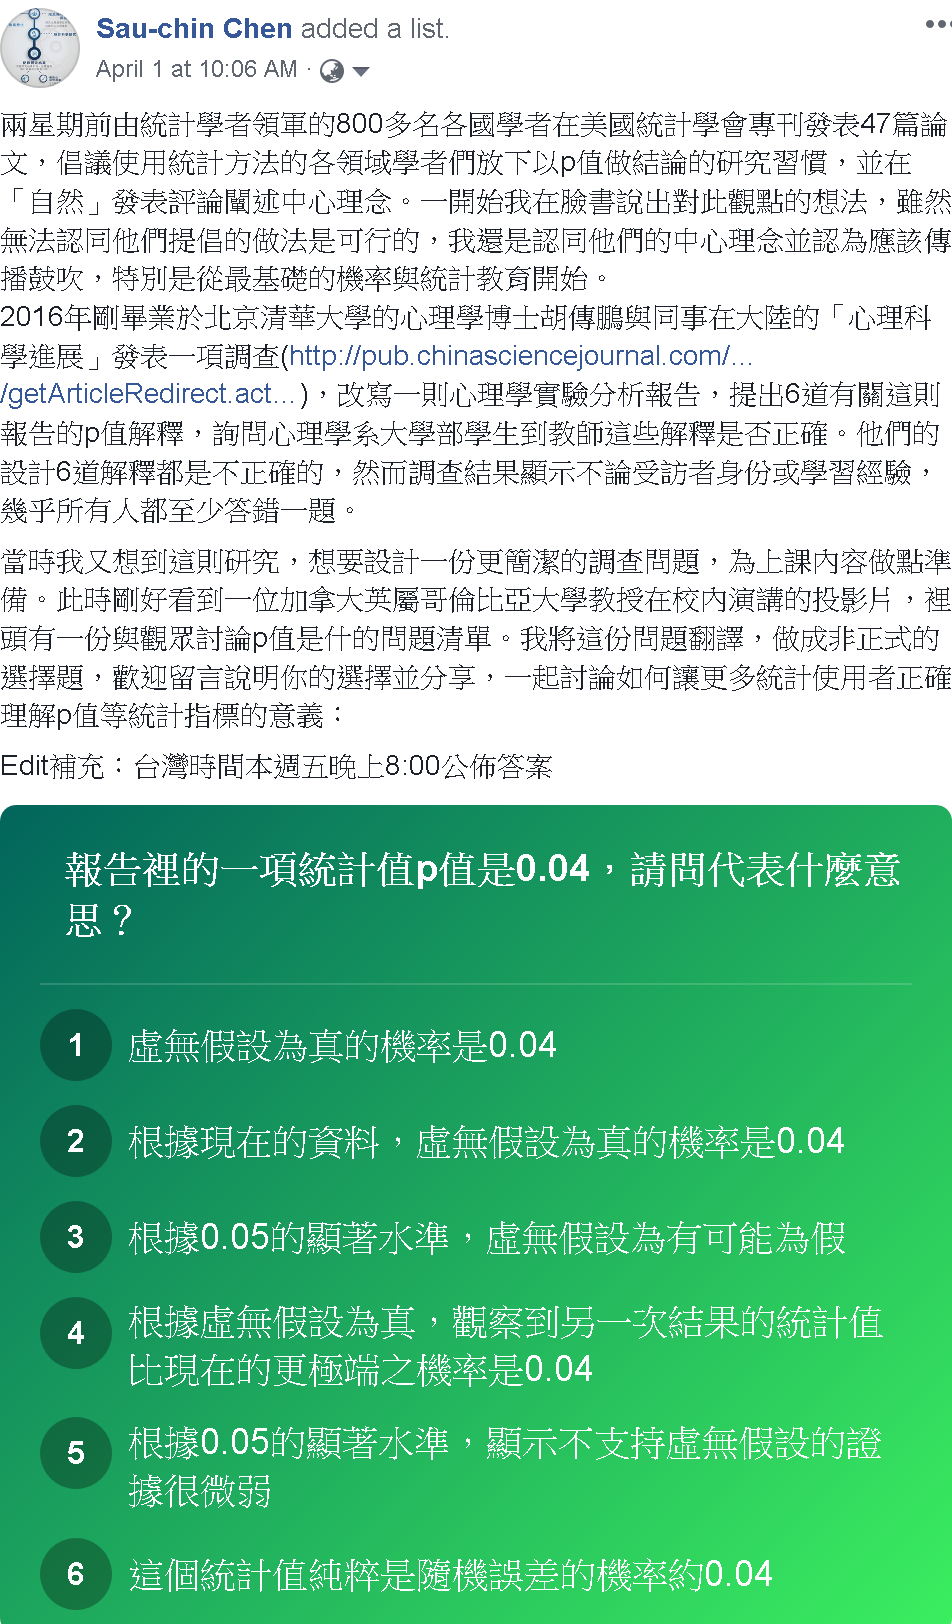 Sau-chin Chen added a list.
April 1 at 10:06 AM ·
兩星期前由統計學者領軍的800多名各國學者在美國統計學會專刊發表47篇論
文，倡議使用統計方法的各領域學者們放下以p值做結論的研究習慣，並在
「自然」發表評論闡述中心理念。一開始我在臉書說出對此觀點的想法，雖然
無法認同他們提倡的做法是可行的，我還是認同他們的中心理念並認為應該傳
播鼓吹，特別是從最基礎的機率與統計教育開始。
2016年剛畢業於北京清華大學的心理學博士胡傳鵬與同事在大陸的「心理科
學進展」發表一項調查(http://pub.chinasciencejournal.com/...
/getArticleRedirect.act...)，改寫一則心理學實驗分析報告，提出6道有關這則
報告的p值解釋，詢問心理學系大學部學生到教師這些解釋是否正確。他們的
設計6道解釋都是不正確的，然而調查結果顯示不論受訪者身份或學習經驗，
幾乎所有人都至少答錯一題。
當時我又想到這則研究，想要設計一份更簡潔的調查問題，為上課內容做點準
備。此時剛好看到一位加拿大英屬哥倫比亞大學教授在校內演講的投影片，裡
頭有一份與觀眾討論p值是什的問題清單。我將這份問題翻譯，做成非正式的
選擇題，歡迎留言說明你的選擇並分享，一起討論如何讓更多統計使用者正確
理解p值等統計指標的意義：
Edit補充：台灣時間本週五晚上8:00公佈答案
報告裡的一項統計值p值是0.04，請問代表什麼意
思？
1 虛無假設為真的機率是0.04
2 根據現在的資料，虛無假設為真的機率是0.04
3 根據0.05的顯著水準，虛無假設為有可能為假
4 根據虛無假設為真，觀察到另一次結果的統計值
比現在的更極端之機率是0.04
5 根據0.05的顯著水準，顯示不支持虛無假設的證
據很微弱
6 這個統計值純粹是隨機誤差的機率約0.04